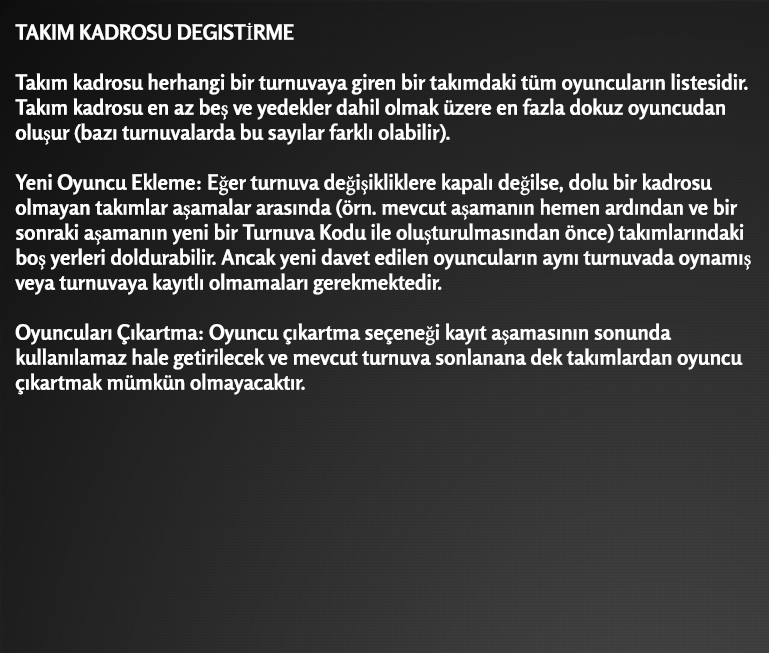 TAKIM KADROSU DEGISTİRME
Takım kadrosu herhangi bir turnuvaya giren bir takımdaki tüm oyuncuların listesidir.
Takım kadrosu en az beş ve yedekler dahil olmak üzere en fazla dokuz oyuncudan
oluşur (bazı turnuvalarda bu sayılar farklı olabilir).
Yeni Oyuncu Ekleme: Eğer turnuva değişikliklere kapalı değilse, dolu bir kadrosu
olmayan takımlar aşamalar arasında (örn. mevcut aşamanın hemen ardından ve bir
sonraki aşamanın yeni bir Turnuva Kodu ile oluşturulmasından önce) takımlarındaki
boş yerleri doldurabilir. Ancak yeni davet edilen oyuncuların aynı turnuvada oynamış
veya turnuvaya kayıtlı olmamaları gerekmektedir.
Oyuncuları Çıkartma: Oyuncu çıkartma seçeneği kayıt aşamasının sonunda
kullanılamaz hale getirilecek ve mevcut turnuva sonlanana dek takımlardan oyuncu
çıkartmak mümkün olmayacaktır.